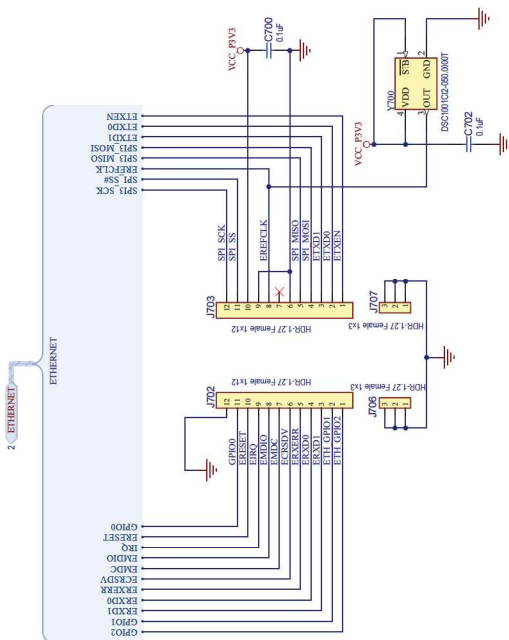 2
ETHERNET
ETHERNET
ETXEN
ETXD0
ETXD1
SPI3_MOSI
SPI3_MISO
EREFCLK
SPI_SS#
SPI3_SCK
GPIO0
ERESET
IRQ
EMDIO
EMDC
ECRSDV
ERXERR
ERXD0
ERXD1
GPIO1
GPIO2
VCC_P3V3
C700
0.1uF
SPI_SCK
SPI_SS
EREFCLK
SPI_MISO
SPI_MOSI
ETXD1
ETXD0
ETXEN
J703
12
11
10
9
8
7
6
5
4
3
2
1
HDR-1.27 Female 1x12
J702
12
11
10
9
8
7
6
5
4
3
2
1
HDR-1.27 Female 1x12
GPIO0
ERESET
EIRQ
EMDIO
EMDC
ECRSDV
ERXERR
ERXD0
ERXD1
ETH_GPIO1
ETH_GPIO2
VCC_P3V3
Y700
1
STB
2
GND
4
VDD
3
OUT
DSC1001CI2-050.0000T
C702
0.1uF
J707
3
2
1
HDR-1.27 Female 1x3
J706
3
2
1
HDR-1.27 Female 1x3